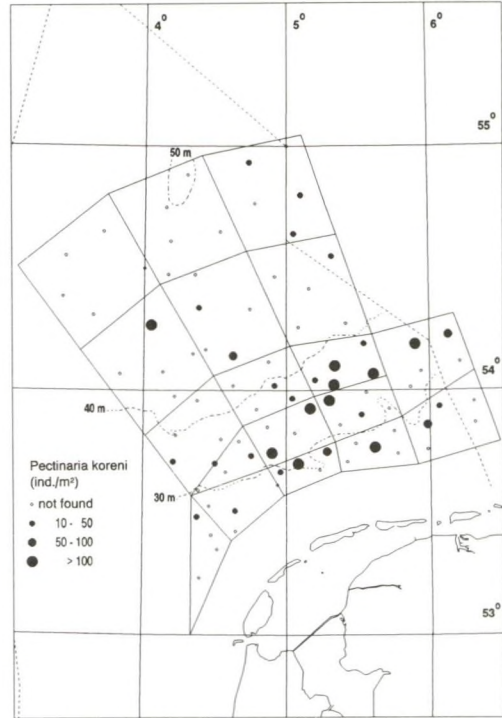 4°
5°
6°
55°
50 m
54°
40 m
Pectinaria koreni
(ind./m²)
not found
10 - 50
50 - 100
> 100
30 m
53°